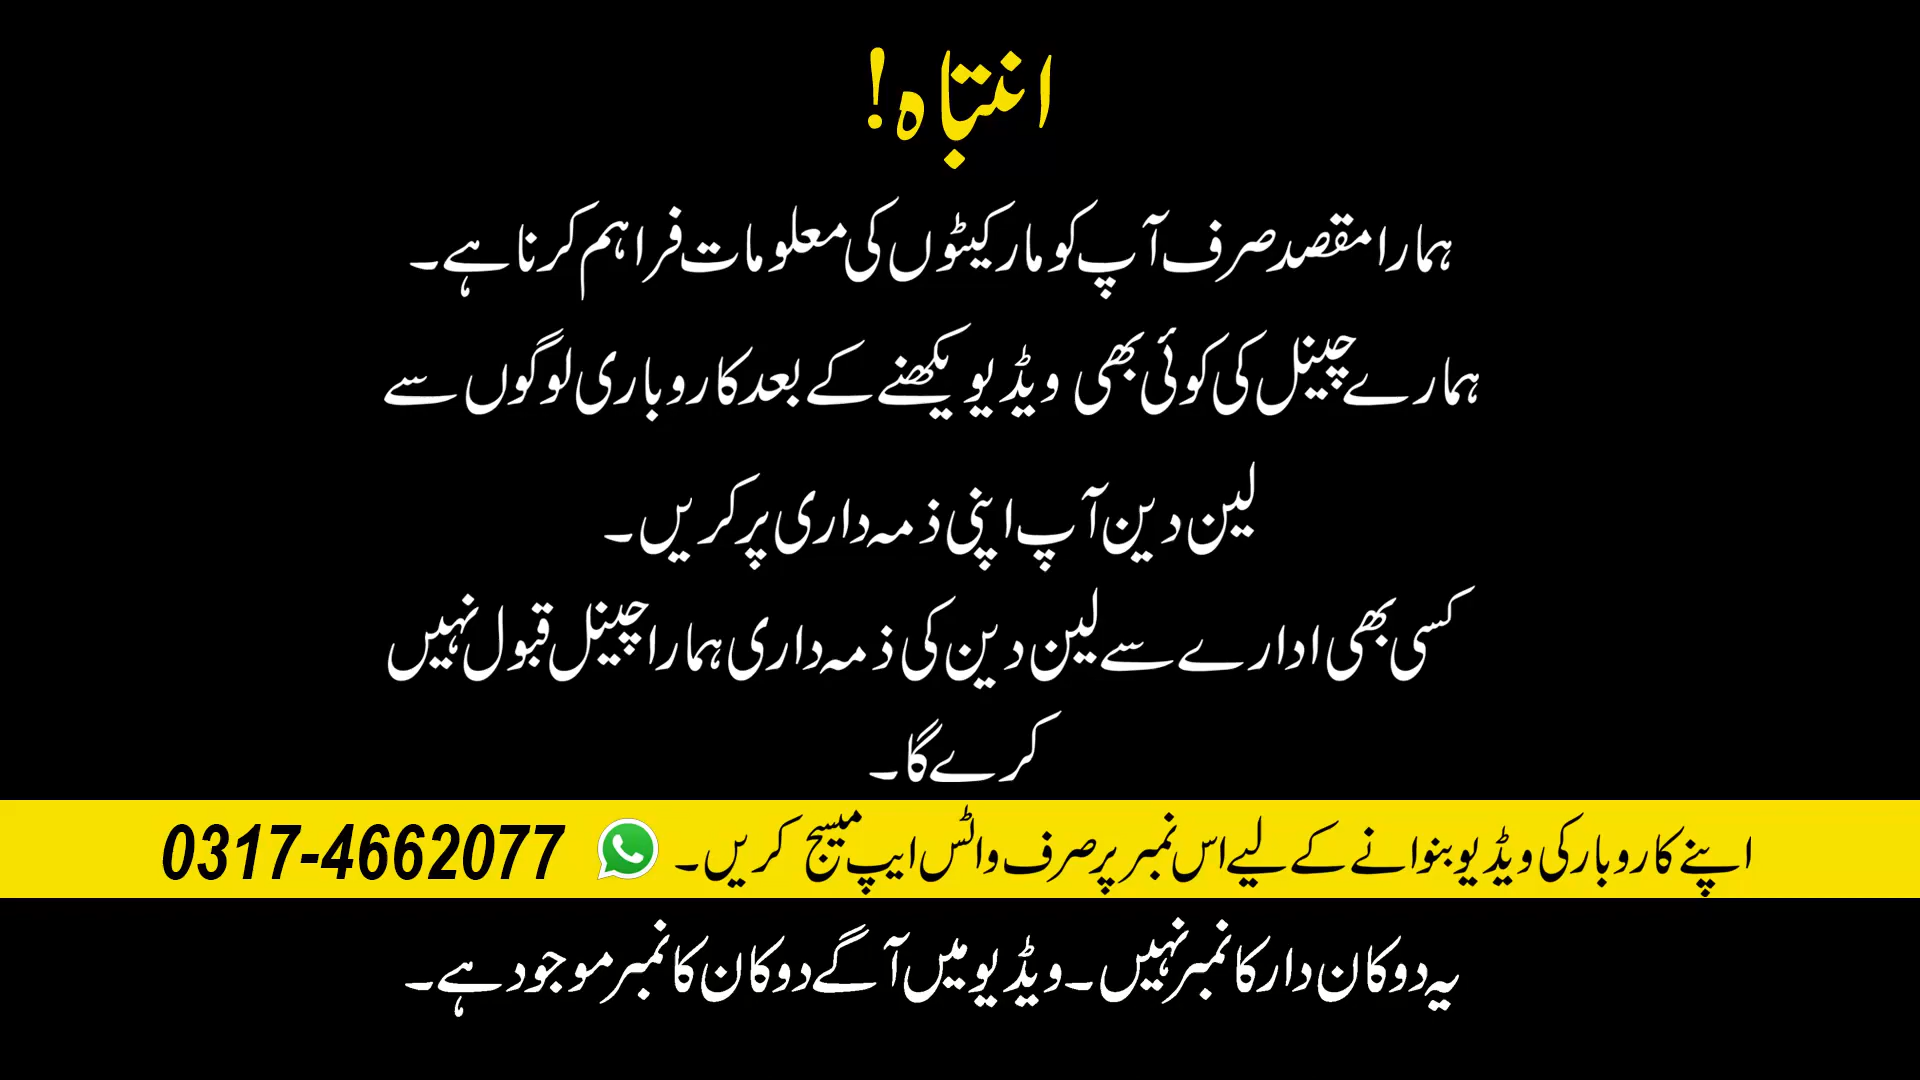 انتباہ!
ہمارا مقصد صرف آپ کو مارکیٹوں کی معلومات فراہم کرنا ہے۔
ہمارے چینل کی کوئی بھی ویڈیو یکھنے کے بعد کاروباری لوگوں سے
لین دین آپ اپنی ذمہ داری پر کریں۔
کسی بھی ادارے سے لین دین کی ذمہ داری ہمارا چینل قبول نہیں
کرے گا۔
اپنے کاروبار کی ویڈیو بنوانے کے لیے اس نمبر پر صرف واٹس ایپ میسج کریں۔ 0317-4662077
یہ دوکان دار کا نمبر نہیں۔ ویڈیو میں آگے دوکان کا نمبر موجود ہے۔